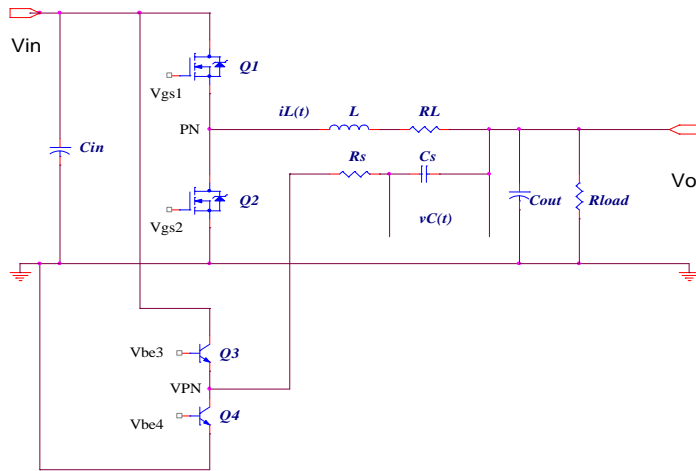 Vin
Q1
Vgs1
iL(t) L RL
PN
Rs Cs
Cin
Vo
Q2
Cout Rload
Vgs2
vC(t)
Vbe3 Q3
VPN
Vbe4 Q4